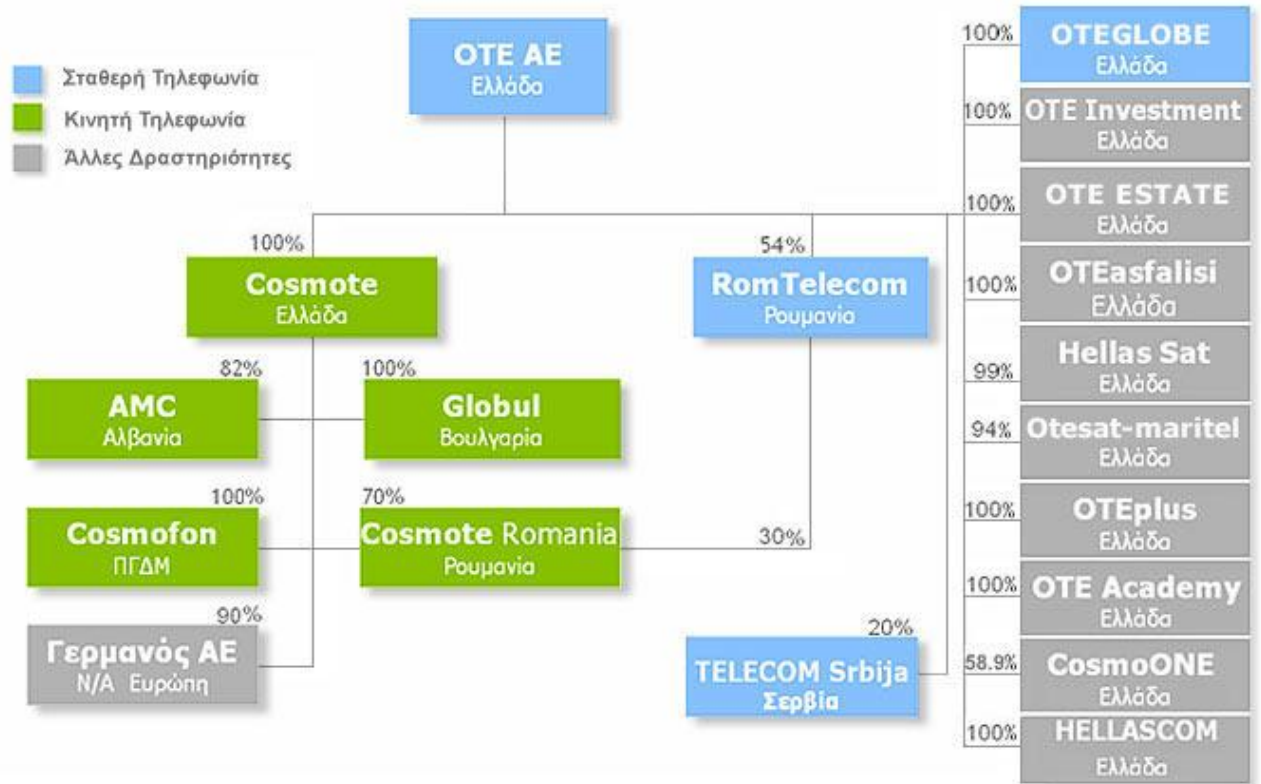 OTE AE
Ελλάδα
Σταθερή Τηλεφωνία
Κινητή Τηλεφωνία
Άλλες Δραστηριότητες
100%
Cosmote
Ελλάδα
54%
RomTelecom
Ρουμανία
82%
AMC
Αλβανία
100%
Globul
Βουλγαρία
100%
Cosmofon
ΠΓΔΜ
70%
Cosmote Romania
Ρουμανία
30%
90%
Γερμανός ΑΕ
Ν/Α Ευρώπη
20%
TELECOM Srbija
Σερβία
100%
OTEGLOBE
Ελλάδα
100%
OTE Investment
Ελλάδα
100%
OTE ESTATE
Ελλάδα
100%
OTEasfalisi
Ελλάδα
99%
Hellas Sat
Ελλάδα
94%
Otesat-maritel
Ελλάδα
100%
OTEplus
Ελλάδα
100%
OTE Academy
Ελλάδα
58.9%
CosmoONE
Ελλάδα
100%
HELLASCOM
Ελλάδα